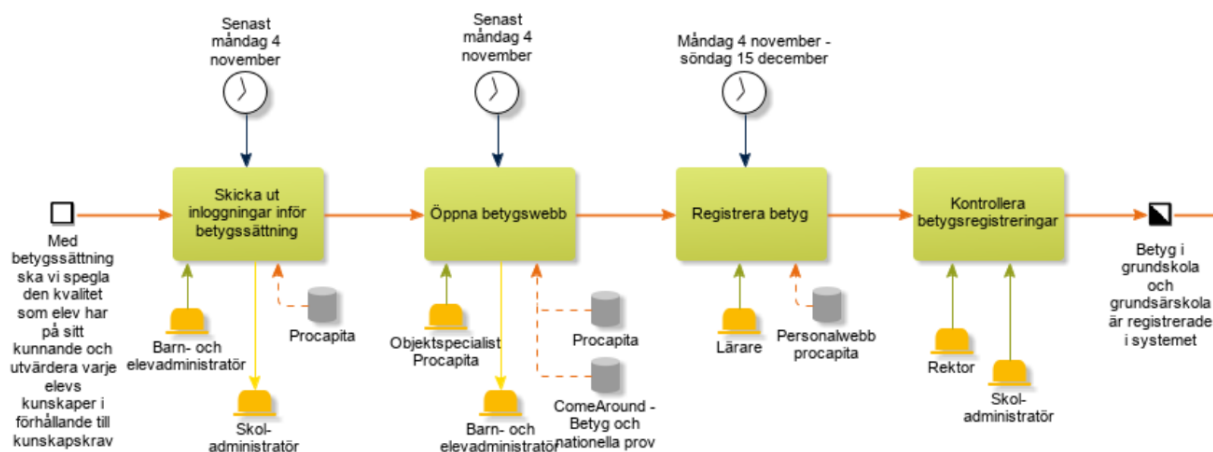 Senast
måndag 4
november
Senast
måndag 4
november
Måndag 4 november -
söndag 15 december
Skicka ut
inloggningar inför
betygssättning
Öppna betygswebb
Registrera betyg
Kontrollera
betygsregistreringar
Med
betygssättning
ska vi spegla
den kvalitet
som elev har
på sitt
kunnande och
utvärdera varje
elevs
kunskaper i
förhållande till
kunskapskrav
Barn- och
elevadministratör
Procapita
Skol-
administratör
Objektspecialist
Procapita
Procapita
Barn- och
elevadministratör
ComeAround -
Betyg och
nationella prov
Lärare
Personalwebb
procapita
Rektor
Skol-
administratör
Betyg i
grundskola
och
grundsärskola
är registrerade
i systemet